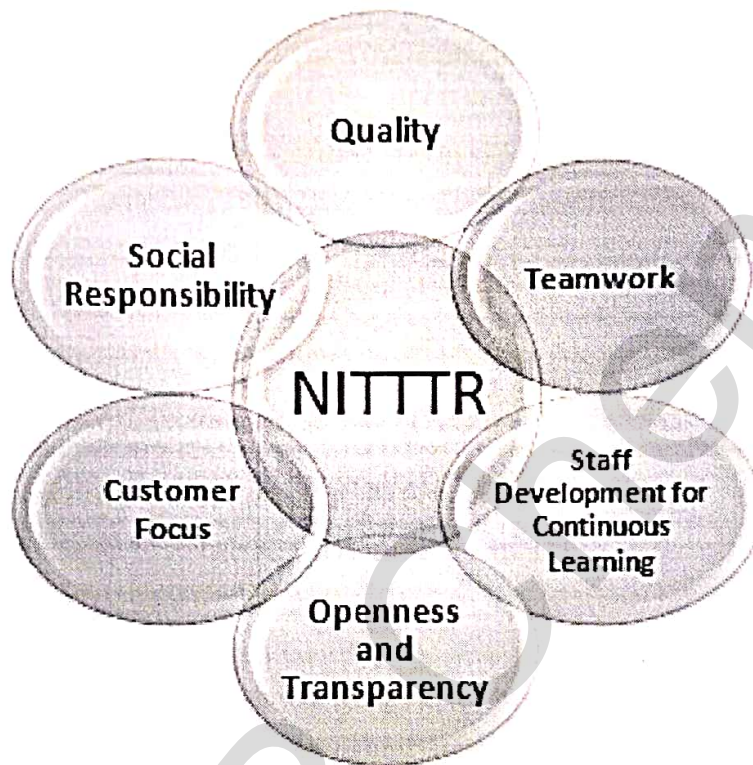 Quality
Teamwork
Staff
Development for
Continuous
Learning
Openness
and
Transparency
Customer
Focus
Social
Responsibility
NITTTR